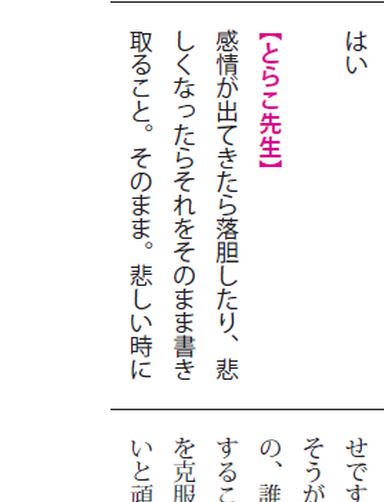 はい
【とらこ先生】
感情が出てきたら落胆したり、悲
しくなったらそれをそのまま書き
取ること。そのまま。悲しい時に
せです
そうが
の、誰
するこ
を克服
いと頑